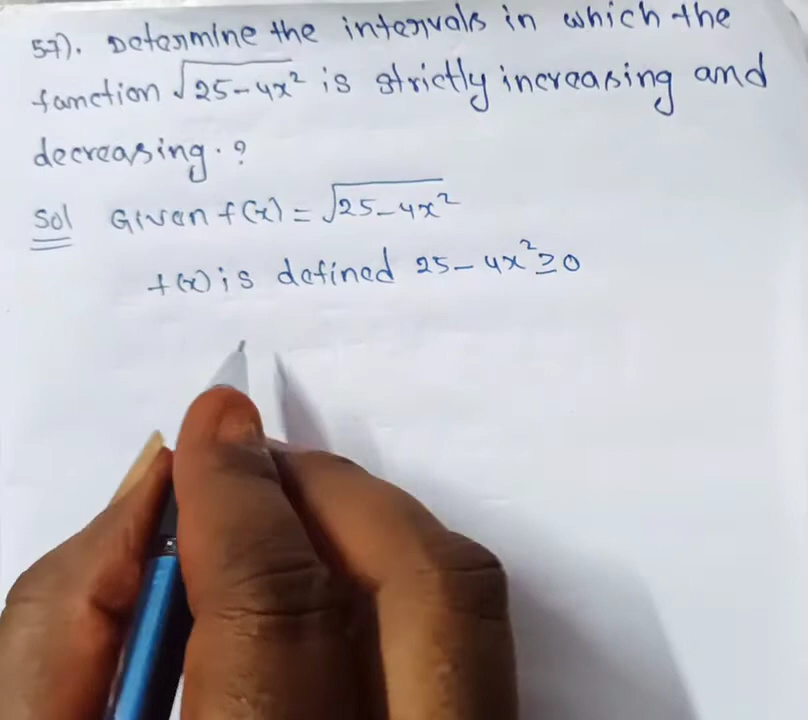 57). Determine the intervals in which the
function √25-4x² is strictly increasing and
decreasing.?
Sol Given f(x) = √25-4x²
f(x) is defined 25-4x²≥0